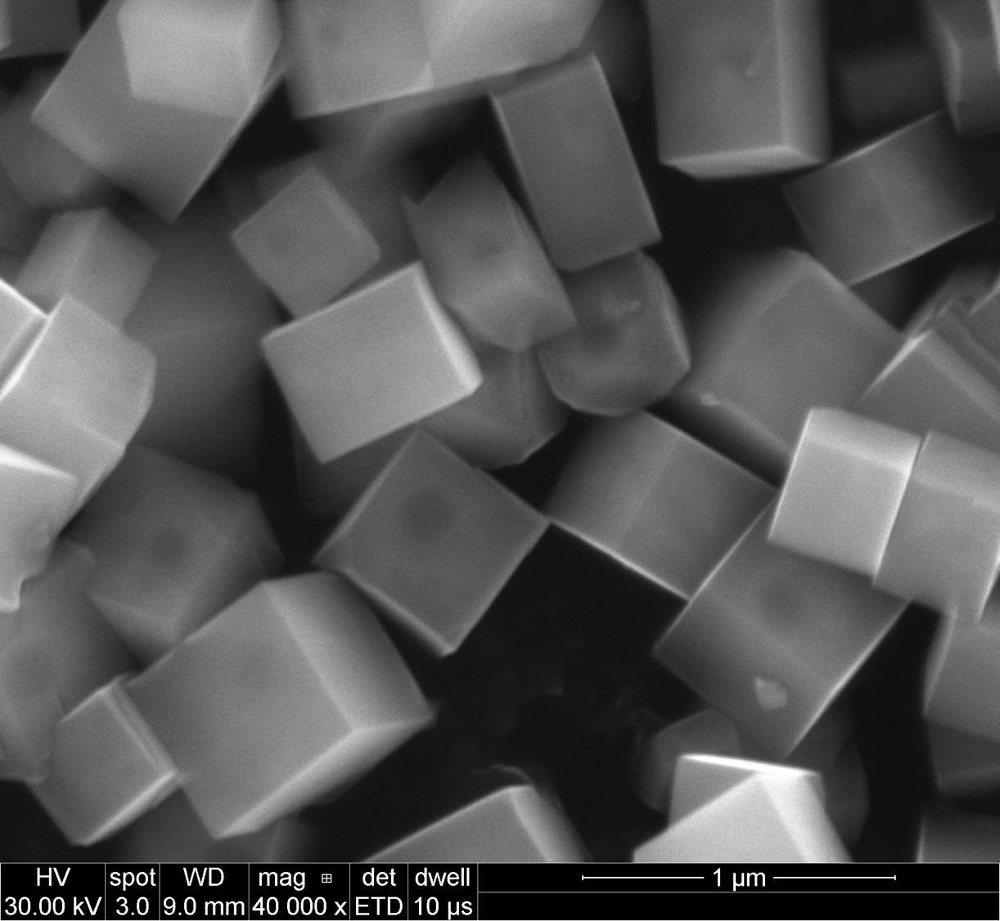 HV spot WD mag ⊞ det dwell
30.00 kV 3.0 9.0 mm 40 000 x ETD 10 µs
1 µm